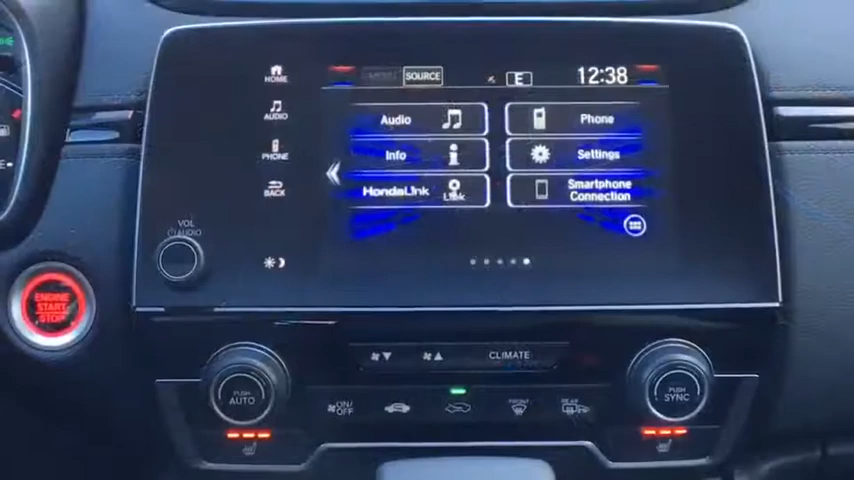 HOME
AUDIO
PHONE
BACK
VOL
AUDIO
SOURCE
E
12:38
Audio
Phone
Info
Settings
HondaLink
Link
Smartphone
Connection
ENGINE
START
STOP
CLIMATE
PUSH
AUTO
ON/
OFF
FRONT
REAR
PUSH
SYNC